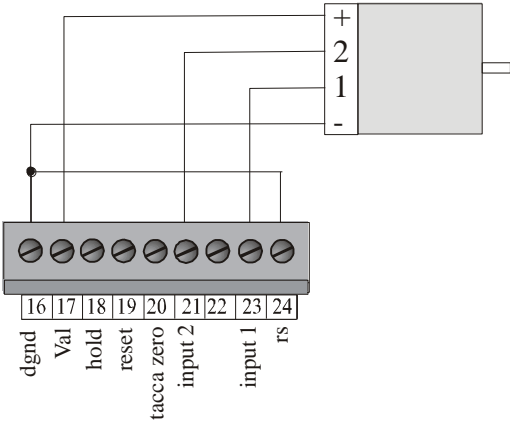 +
2
1
-
16 17 18 19 20 21 22 23 24
dgnd
Val
hold
reset
tacca zero
input 2
input 1
rs